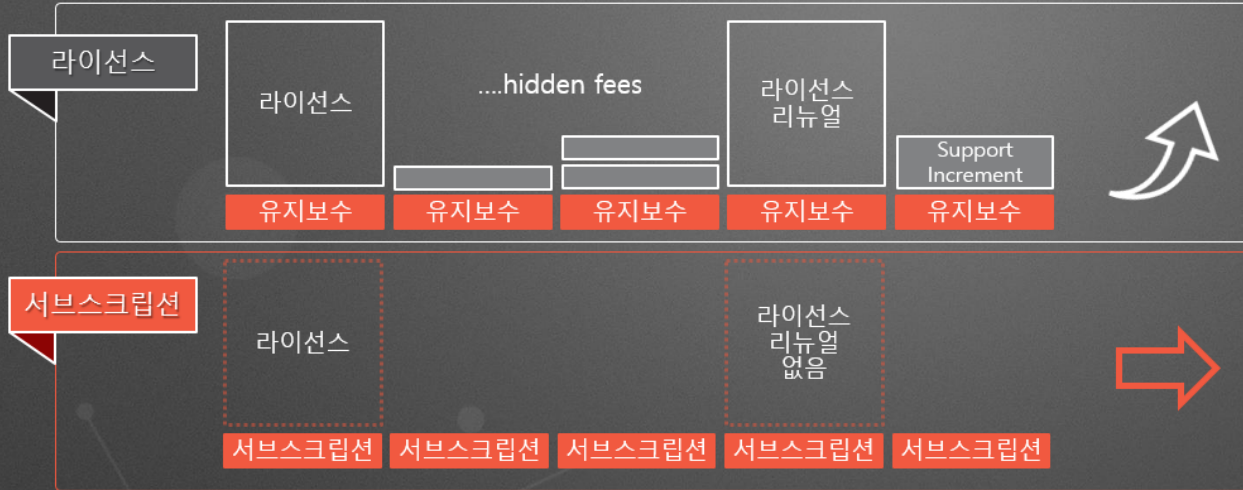 라이선스
라이선스
....hidden fees
라이선스
리뉴얼
Support
Increment
유지보수 유지보수 유지보수 유지보수 유지보수
서브스크립션
라이선스
라이선스
리뉴얼
없음
서브스크립션 서브스크립션 서브스크립션 서브스크립션 서브스크립션